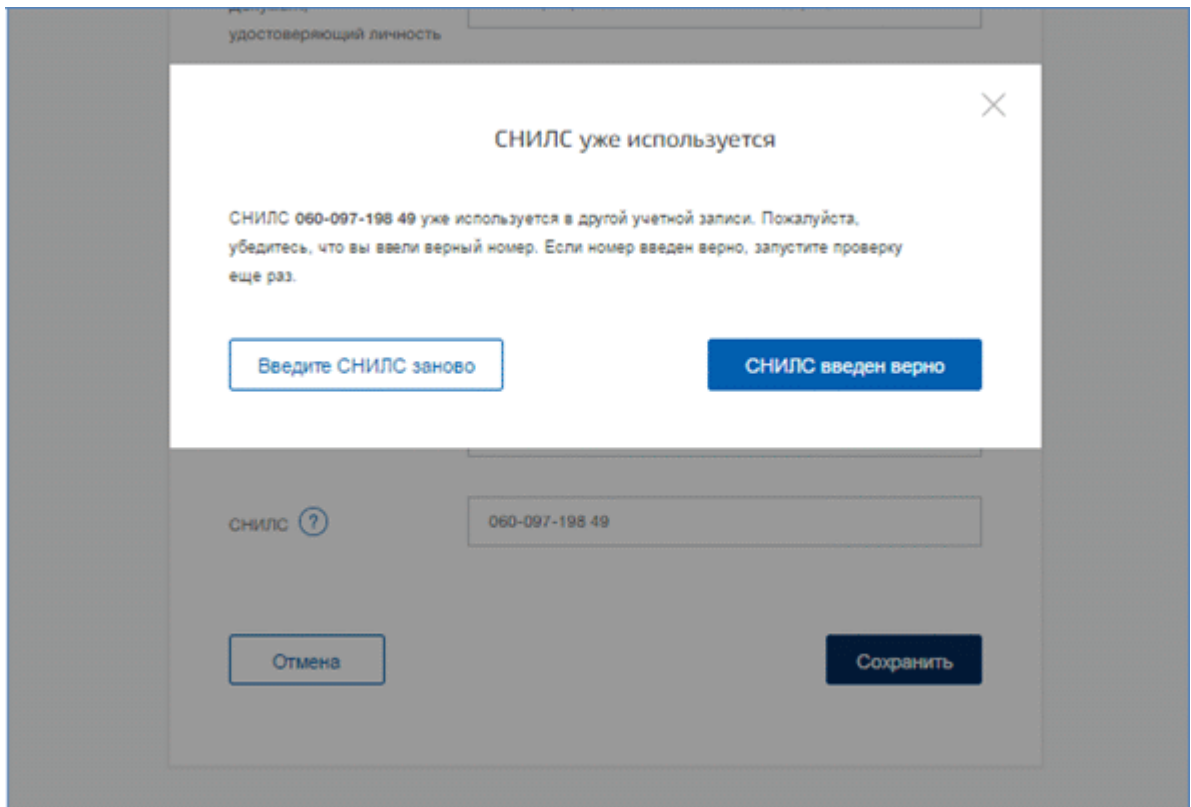 удостоверяющий личность
СНИЛС уже используется
СНИЛС 060-097-198 49 уже используется в другой учетной записи. Пожалуйста,
убедитесь, что вы ввели верный номер. Если номер введен верно, запустите проверку
еще раз.
Введите СНИЛС заново
СНИЛС введен верно
СНИЛС ?
060-097-198 49
Отмена
Сохранить